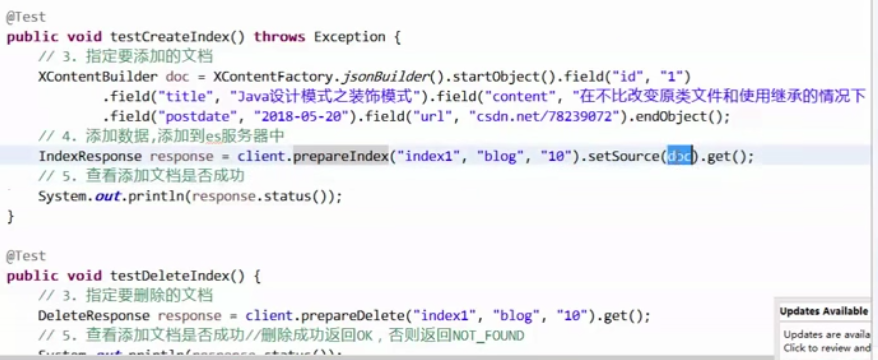 @Test
public void testCreateIndex() throws Exception {
// 3. 指定要添加的文档
XContentBuilder doc = XContentFactory.jsonBuilder().startObject().field("id", "1")
.field("title", "Java设计模式之装饰模式").field("content", "在不比改变原类文件和使用继承的情况下
.field("postdate", "2018-05-20").field("url", "csdn.net/78239072").endObject();
// 4. 添加数据,添加到es服务器中
IndexResponse response = client.prepareIndex("index1", "blog", "10").setSource(doc).get();
// 5. 查看添加文档是否成功
System.out.println(response.status());
}
@Test
public void testDeleteIndex() {
// 3. 指定要删除的文档
DeleteResponse response = client.prepareDelete("index1", "blog", "10").get();
// 5. 查看添加文档是否成功//删除成功返回OK，否则返回NOT_FOUND
System.out.println(response.status());
Updates Available
Updates are availa
Click to review and